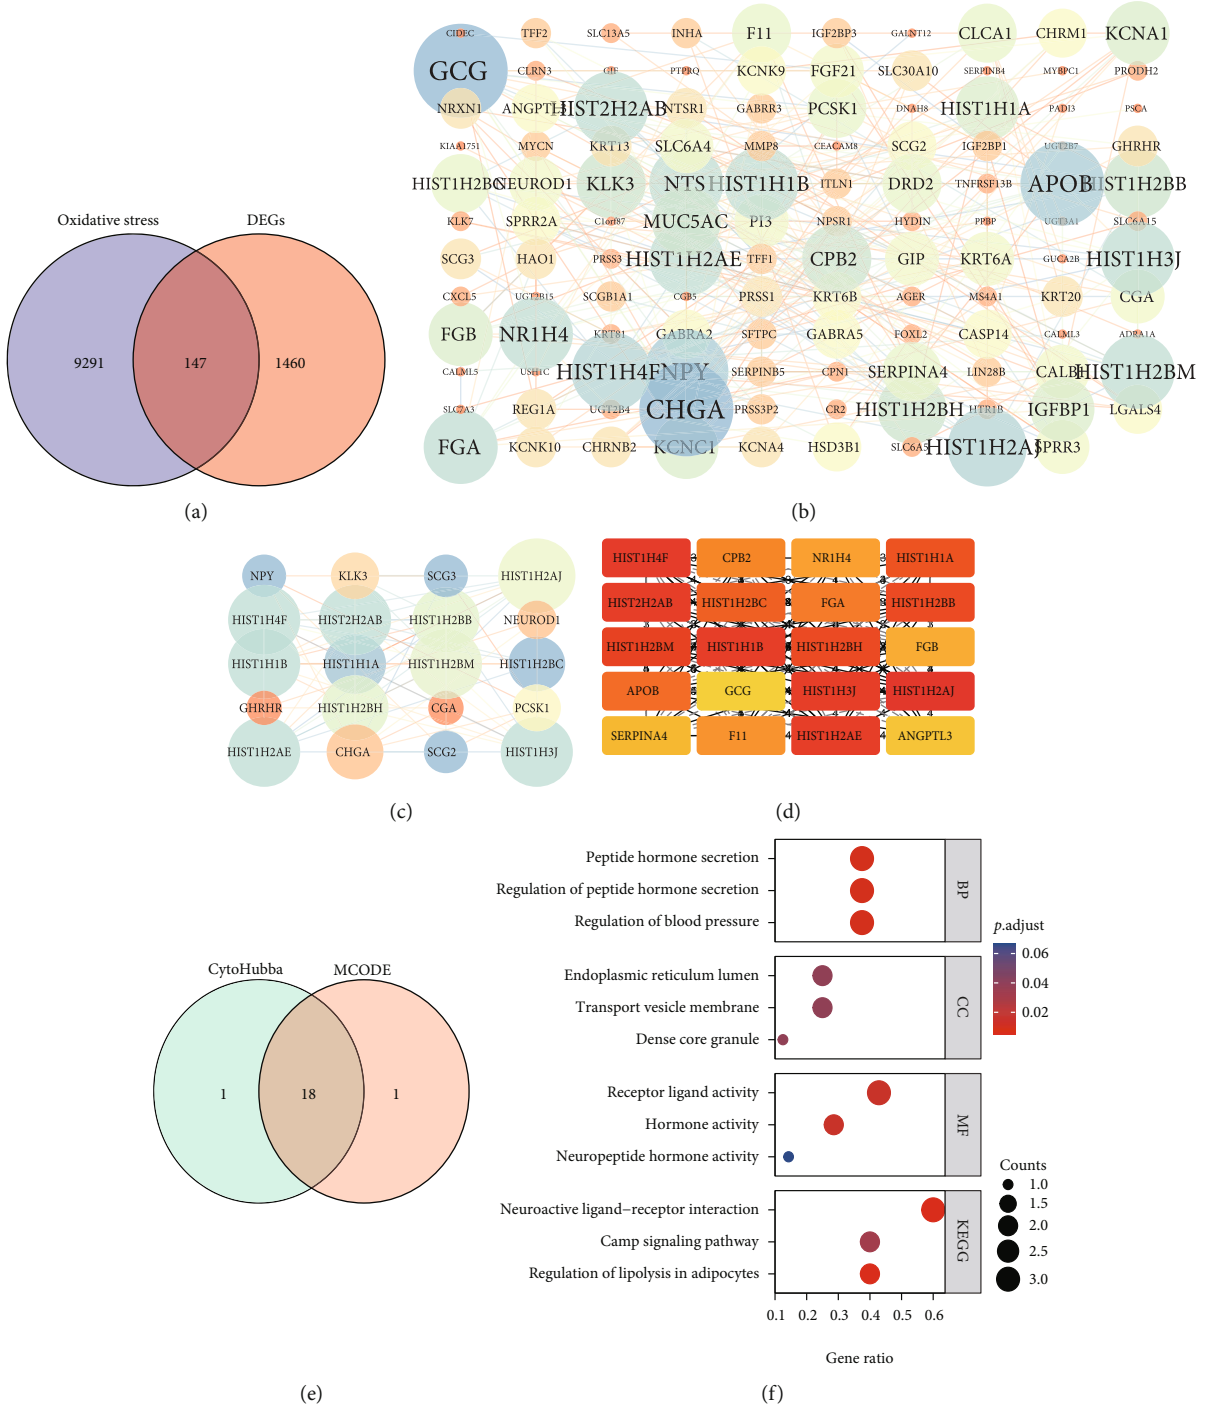 Oxidative stress DEGs
9291 147 1460
(a)
CIDEC TFF2 SLC13A5 INHA F11 IGF2BP3 GALNT12 CLCA1 CHRM1 KCNA1
GCG CLRN3 GIF PTPRQ KCNK9 FGF21 SLC30A10 SERPINB4 MYBPC1 PRODH2
NRXN1 ANGPTL3 HIST2H2AB NTSR1 GABRR3 PCSK1 DNAH8 HIST1H1A PADI3 PSCA
KIAA1751 MYCN KRT13 SLC6A4 MMP8 CEACAM8 SCG2 IGF2BP1 UGT2B7 GHRHR
HIST1H2BC NEUROD1 KLK3 NTS HIST1H1B ITLN1 DRD2 TNFRSF13B APOB HIST1H2BB
KLK7 SPRR2A C16orf87 MUC5AC PI3 NPSR1 HYDIN PPBP UGT3A1 SLC6A15
SCG3 HAO1 PRSS3 HIST1H2AE TFF1 CPB2 GIP KRT6A GUCA2B HIST1H3J
CXCL5 UGT2B15 SCGB1A1 CGB5 PRSS1 KRT6B AGER MS4A1 KRT20 CGA
FGB NR1H4 KRT81 GABRA2 SFTPC GABRA5 FOXL2 CASP14 CALML3 ADRA1A
CALML5 USH1C HIST1H4F NPY SERPINB5 CPN1 SERPINA4 LIN28B CALB1 HIST1H2BM
SLC7A3 REG1A UGT2B4 CHGA PRSS3P2 CR2 HIST1H2BH HTR1B IGFBP1 LGALS4
FGA KCNK10 CHRNB2 KCNC1 KCNA4 HSD3B1 SLC6A5 HIST1H2AJ SPRR3
(b)
NPY KLK3 SCG3 HIST1H2AJ
HIST1H4F HIST2H2AB HIST1H2BB NEUROD1
HIST1H1B HIST1H1A HIST1H2BM HIST1H2BC
GHRHR HIST1H2BH CGA PCSK1
HIST1H2AE CHGA SCG2 HIST1H3J
(c)
HIST1H4F CPB2 NR1H4 HIST1H1A
HIST2H2AB HIST1H2BC FGA HIST1H2BB
HIST1H2BM HIST1H1B HIST1H2BH FGB
APOB GCG HIST1H3J HIST1H2AJ
SERPINA4 F11 HIST1H2AE ANGPTL3
(d)
CytoHubba MCODE
1 18 1
(e)
Peptide hormone secretion
Regulation of peptide hormone secretion
Regulation of blood pressure
BP
Endoplasmic reticulum lumen
Transport vesicle membrane
Dense core granule
CC
Receptor ligand activity
Hormone activity
Neuropeptide hormone activity
MF
Neuroactive ligand−receptor interaction
Camp signaling pathway
Regulation of lipolysis in adipocytes
KEGG
0.1 0.2 0.3 0.4 0.5 0.6
Gene ratio
p.adjust
0.06
0.04
0.02
Counts
1.0
1.5
2.0
2.5
3.0
(f)